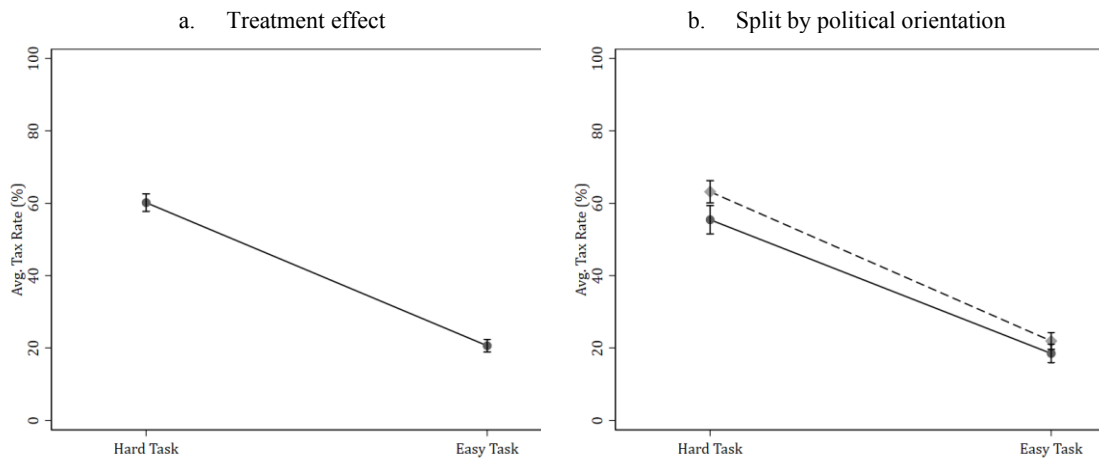 a. Treatment effect
Avg. Tax Rate (%)
100
80
60
40
20
0
Hard Task
Easy Task
b. Split by political orientation
Avg. Tax Rate (%)
100
80
60
40
20
0
Hard Task
Easy Task